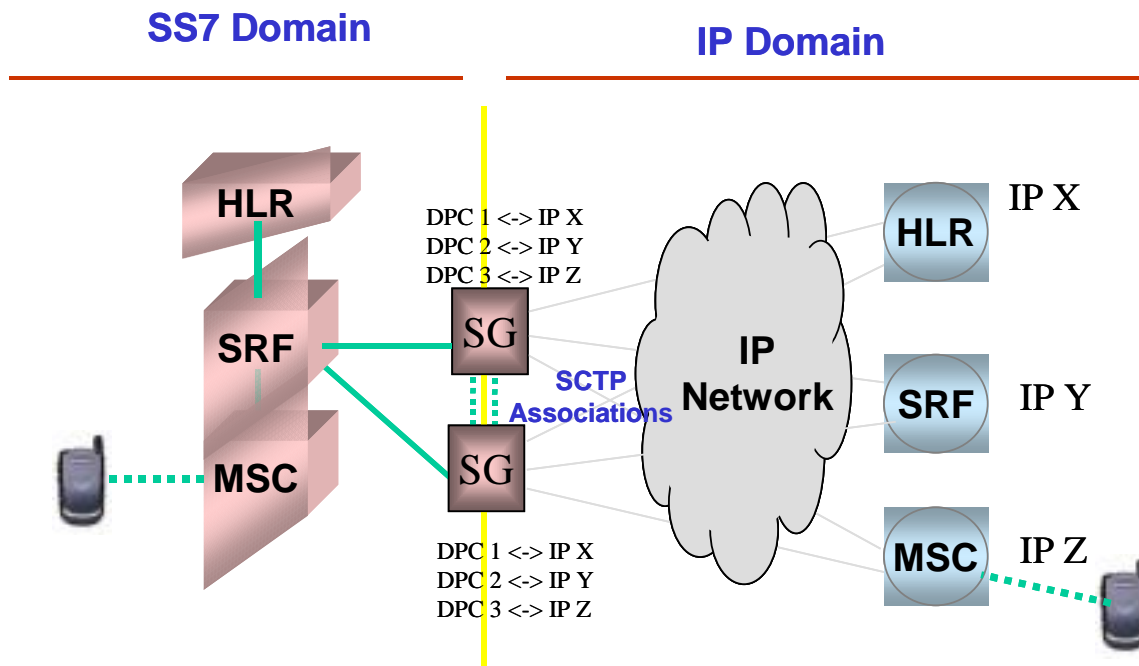 SS7 Domain
IP Domain
HLR
SRF
MSC
DPC 1 <-> IP X
DPC 2 <-> IP Y
DPC 3 <-> IP Z
SG
SCTP
Associations
SG
DPC 1 <-> IP X
DPC 2 <-> IP Y
DPC 3 <-> IP Z
IP
Network
HLR
IP X
SRF
IP Y
MSC
IP Z